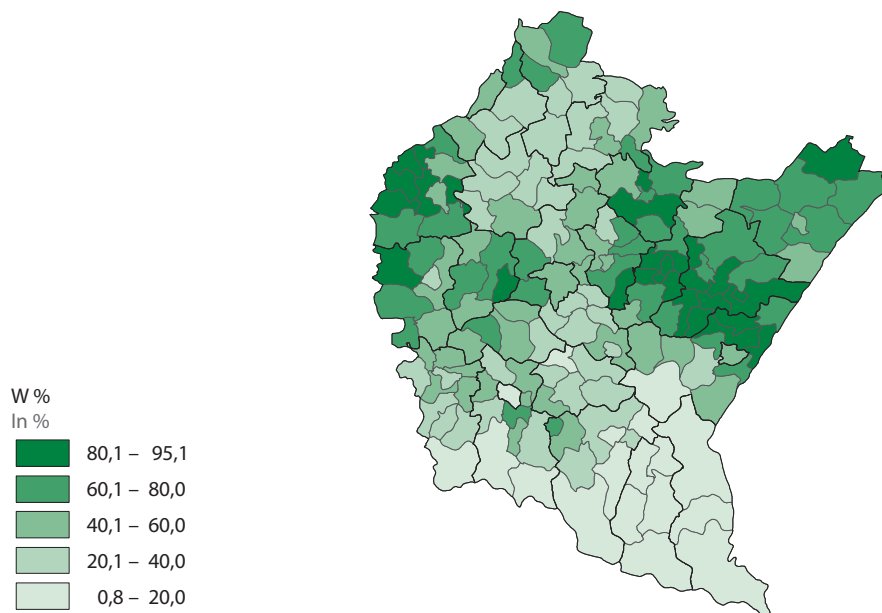 W %
In %
80,1 – 95,1
60,1 – 80,0
40,1 – 60,0
20,1 – 40,0
0,8 – 20,0